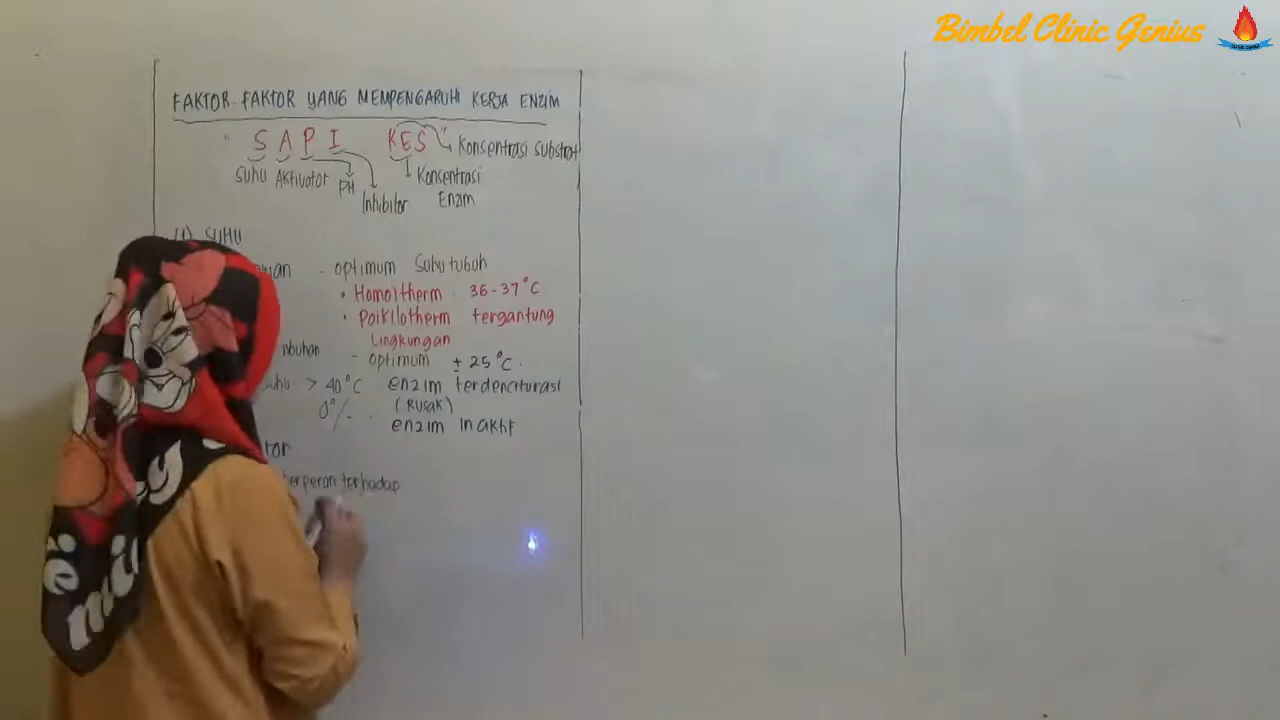 Bimbel Clinic Genius
FAKTOR-FAKTOR YANG MEMPENGARUHI KERJA ENZIM
SAPI KES
Konsentrasi Substrat
Suhu Aktivator PH Konsentrasi
Inhibitor Enzim
(1) SUHU
optimum Suhu tubuh
• Homoitherm 36-37°C
• Poikilotherm tergantung
Lingkungan
- optimum ± 25°C.
Suhu > 40°C enzim terdenaturasi
0°/- (Rusak)
enzim inaktif
berperan terhadap